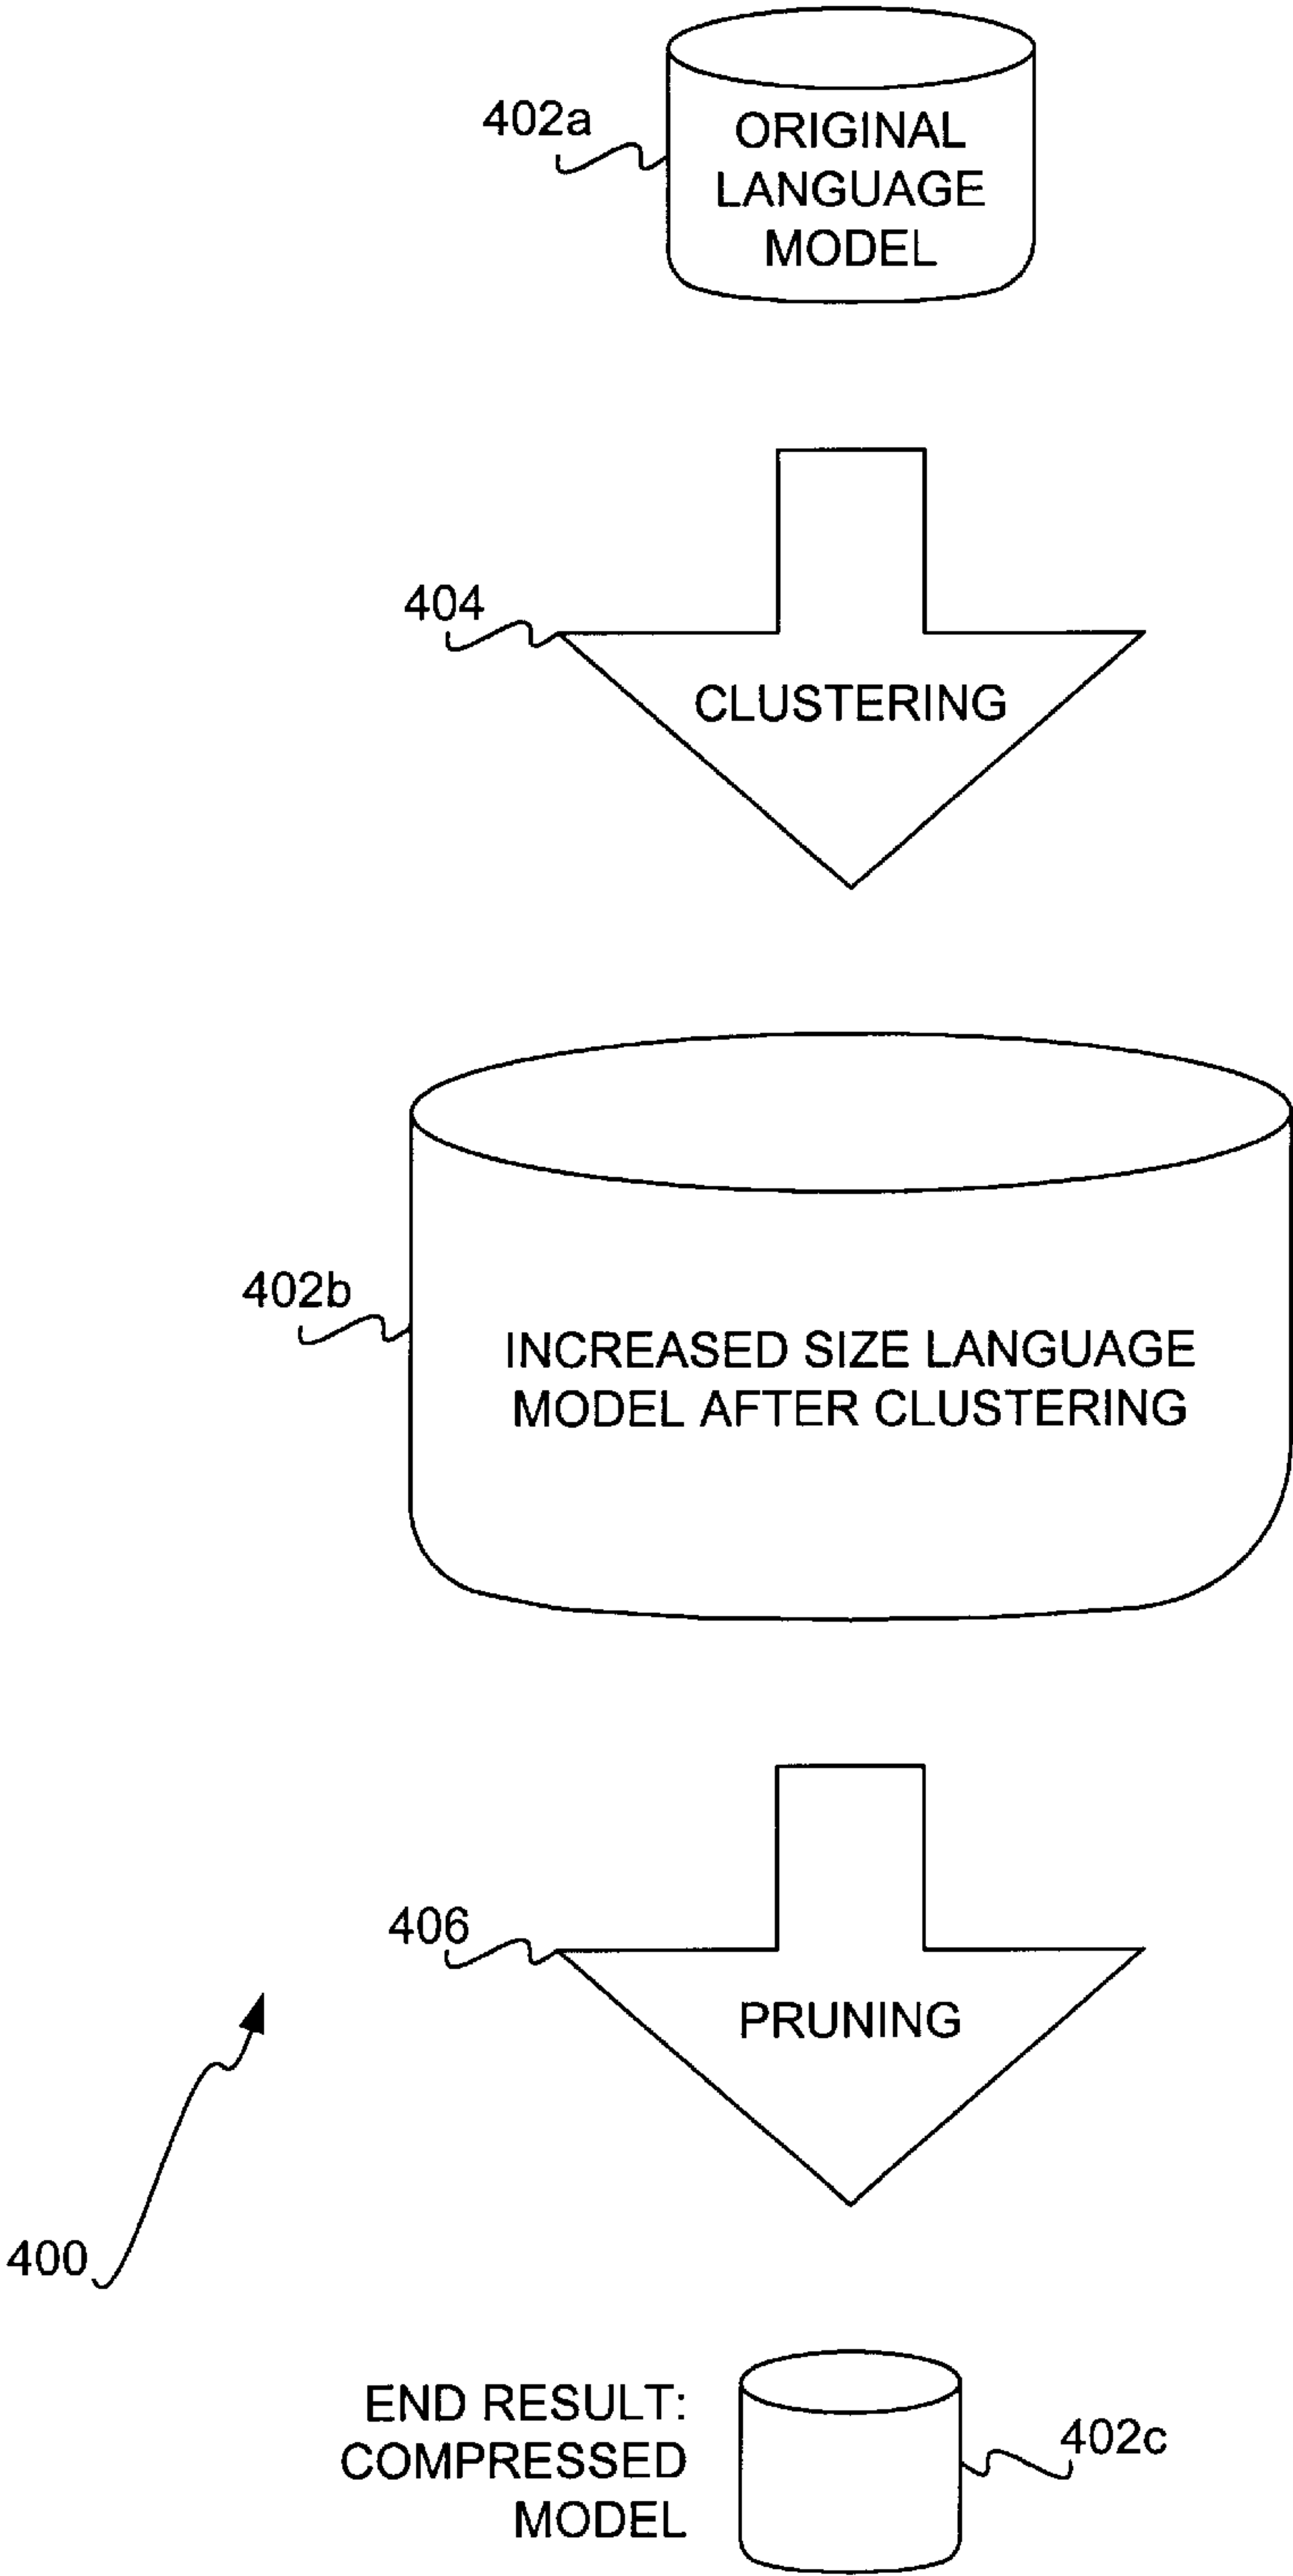 402a
ORIGINAL
LANGUAGE
MODEL
404
CLUSTERING
402b
INCREASED SIZE LANGUAGE
MODEL AFTER CLUSTERING
406
PRUNING
400
END RESULT:
COMPRESSED
MODEL
402c